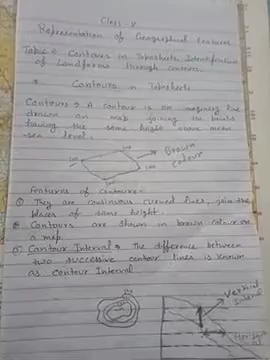 Class - X
Representation of Geographical Features
Topic : Contours in Toposheets, Identification
of Landforms through contours.
Contours in Toposheets
Contours → A contour is an imaginary line
drawn on map joining the points
having the same height above mean
sea level.
Brown
colour
Features of contours -
① They are continuous curved lines, join the
places of same height.
② Contours are shown in brown colour on
a map.
③ Contour Interval → The difference between
two successive contour lines is known
as Contour Interval
Vertical
Interval